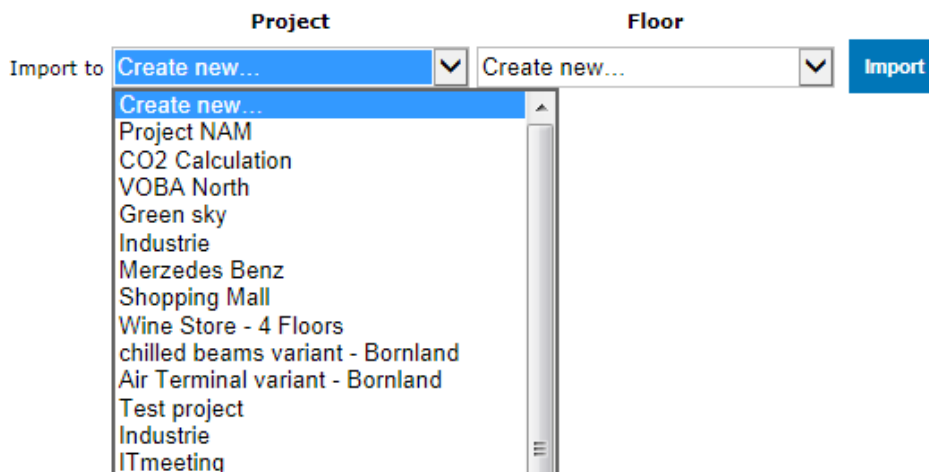 Project Floor
Import to Create new... Create new... Import
Create new...
Project NAM
CO2 Calculation
VOBA North
Green sky
Industrie
Merzedes Benz
Shopping Mall
Wine Store - 4 Floors
chilled beams variant - Bornland
Air Terminal variant - Bornland
Test project
Industrie
ITmeeting